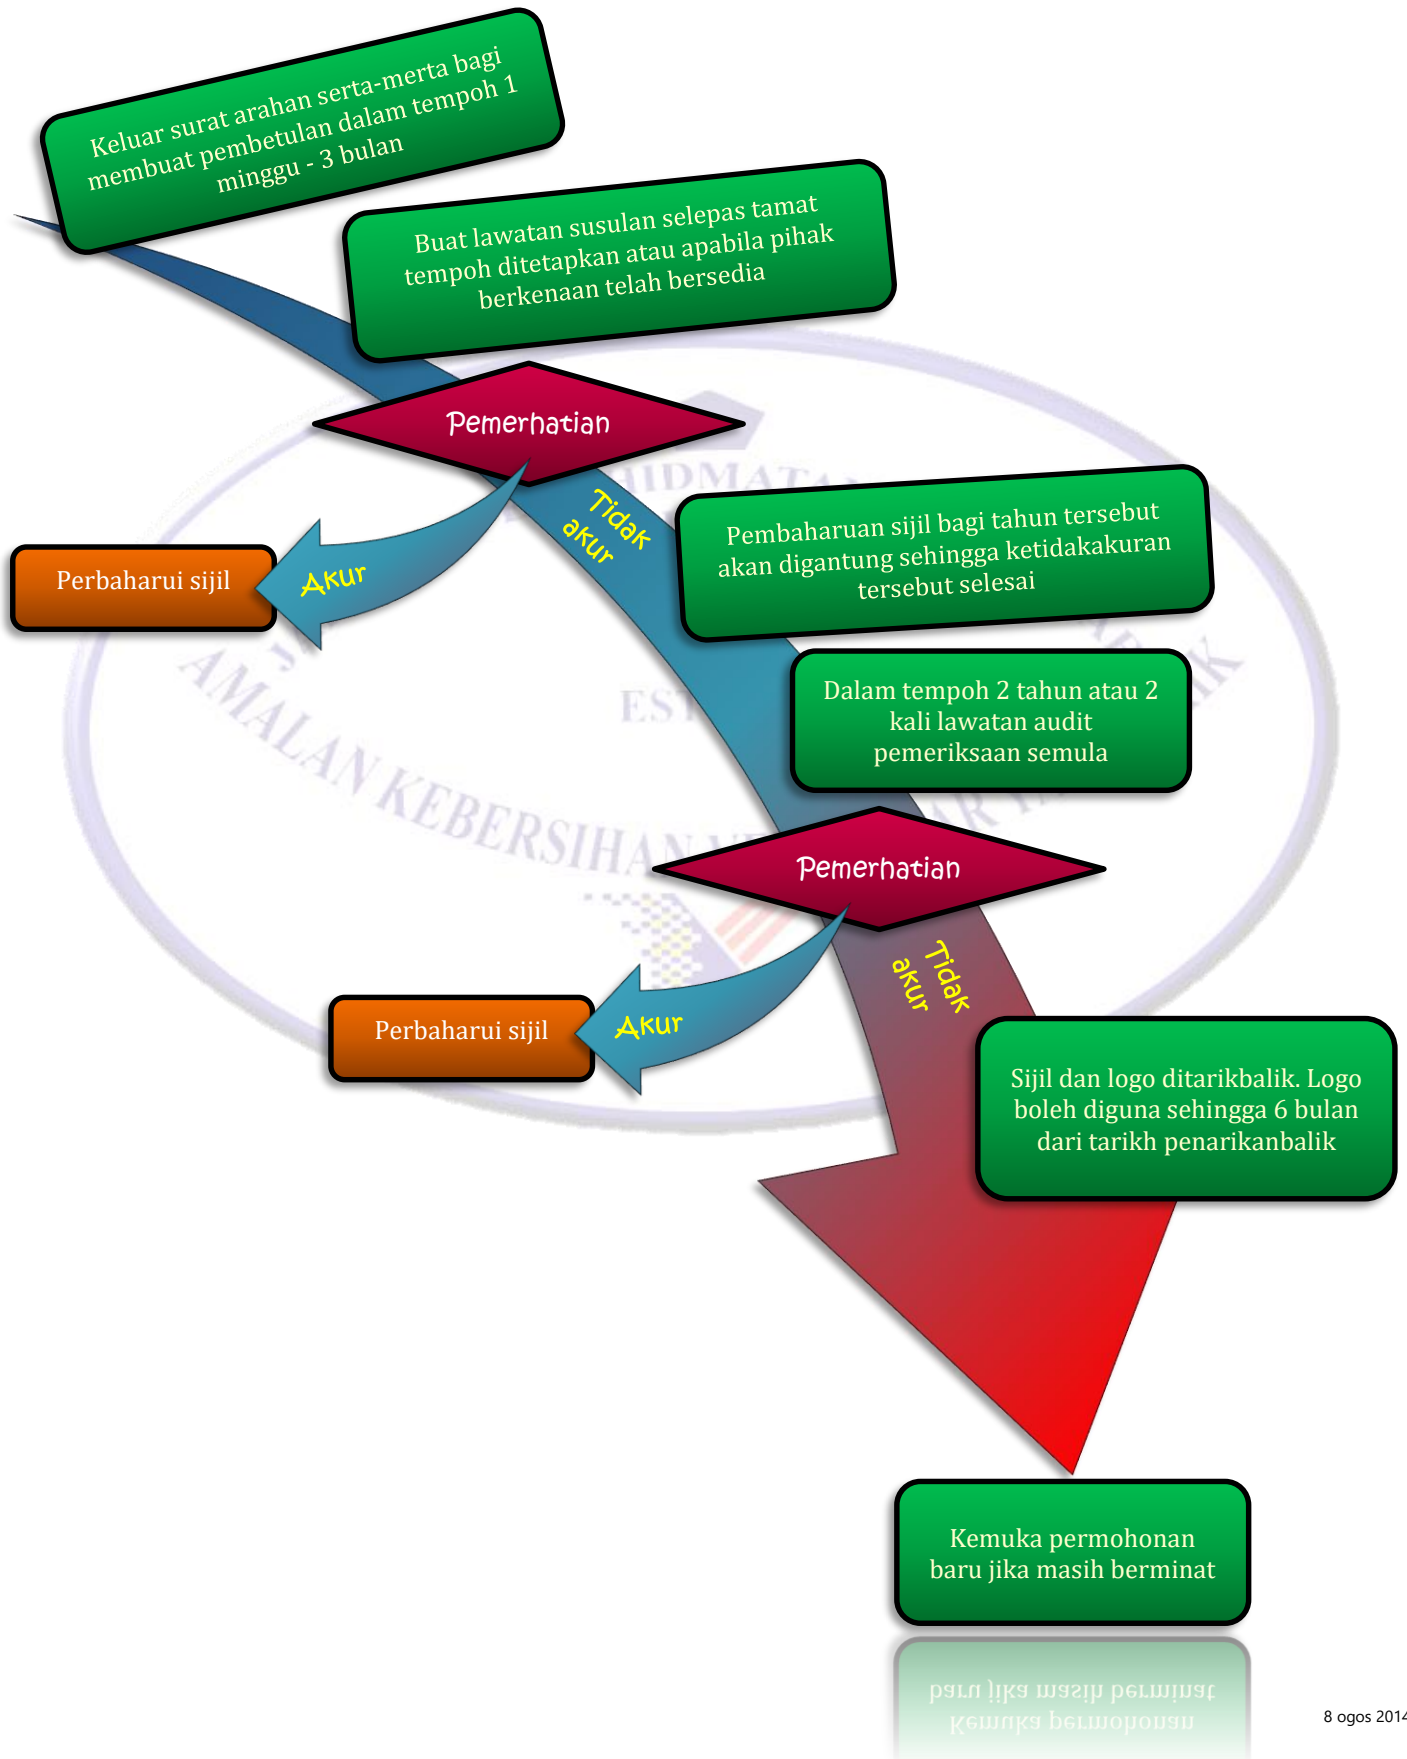 Keluar surat arahan serta-merta bagi
membuat pembetulan dalam tempoh 1
minggu - 3 bulan
Buat lawatan susulan selepas tamat
tempoh ditetapkan atau apabila pihak
berkenaan telah bersedia
Pemerhatian
Tidak
akur
Akur
Perbaharui sijil
Pembaharuan sijil bagi tahun tersebut
akan digantung sehingga ketidakakuran
tersebut selesai
Dalam tempoh 2 tahun atau 2
kali lawatan audit
pemeriksaan semula
AMALAN KEBERSIHAN
Pemerhatian
Tidak
akur
Akur
Perbaharui sijil
Sijil dan logo ditarikbalik. Logo
boleh diguna sehingga 6 bulan
dari tarikh penarikanbalik
Kemuka permohonan
baru jika masih berminat
8 ogos 2014